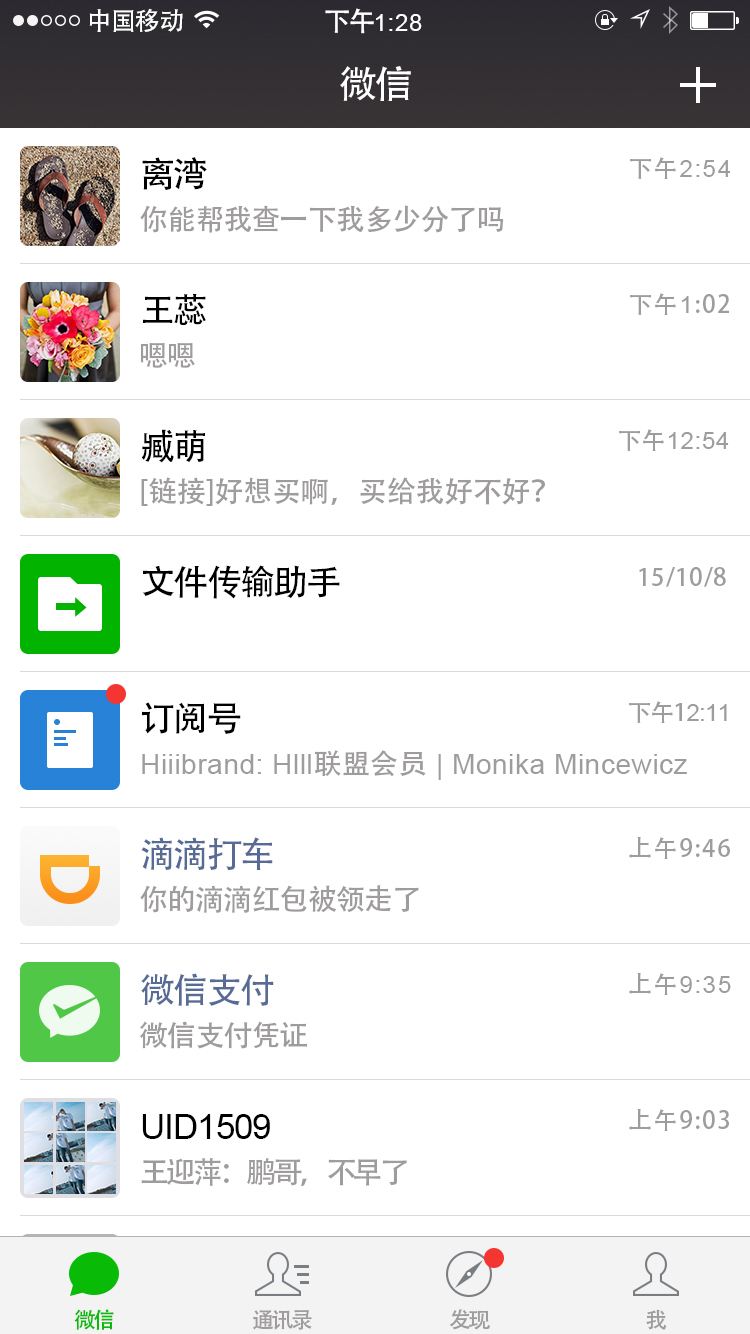 中国移动 下午1:28
微信
离湾 下午2:54
你能帮我查一下我多少分了吗
王蕊 下午1:02
嗯嗯
臧萌 下午12:54
[链接]好想买啊，买给我好不好？
文件传输助手 15/10/8
订阅号 下午12:11
Hiiibrand: HIII联盟会员 | Monika Mincewicz
滴滴打车 上午9:46
你的滴滴红包被领走了
微信支付 上午9:35
微信支付凭证
UID1509 上午9:03
王迎萍：鹏哥，不早了
微信 通讯录 发现 我